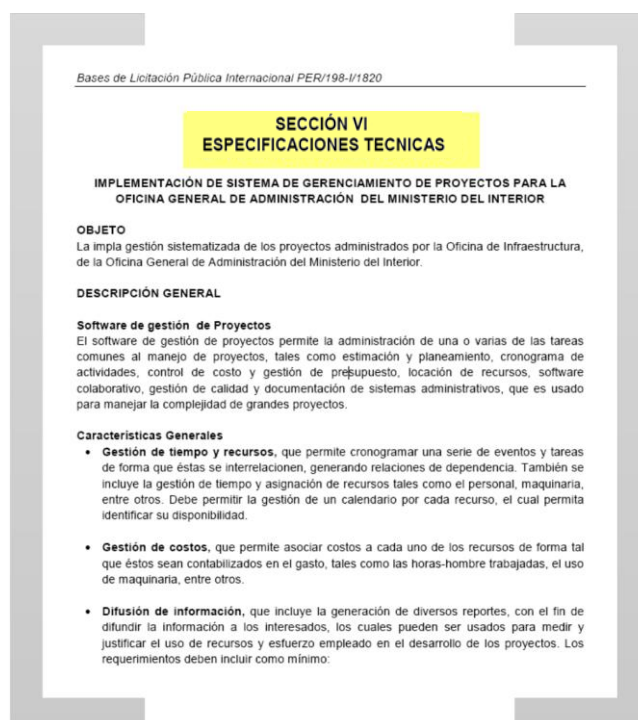 Bases de Licitación Pública Internacional PER/198-I/1820
SECCIÓN VI
ESPECIFICACIONES TECNICAS
IMPLEMENTACIÓN DE SISTEMA DE GERENCIAMIENTO DE PROYECTOS PARA LA
OFICINA GENERAL DE ADMINISTRACIÓN DEL MINISTERIO DEL INTERIOR
OBJETO
La impla gestión sistematizada de los proyectos administrados por la Oficina de Infraestructura,
de la Oficina General de Administración del Ministerio del Interior.
DESCRIPCIÓN GENERAL
Software de gestión de Proyectos
El software de gestión de proyectos permite la administración de una o varias de las tareas
comunes al manejo de proyectos, tales como estimación y planeamiento, cronograma de
actividades, control de costo y gestión de presupuesto, locación de recursos, software
colaborativo, gestión de calidad y documentación de sistemas administrativos, que es usado
para manejar la complejidad de grandes proyectos.
Características Generales
• Gestión de tiempo y recursos, que permite cronogramar una serie de eventos y tareas
de forma que éstas se interrelacionen, generando relaciones de dependencia. También se
incluye la gestión de tiempo y asignación de recursos tales como el personal, maquinaria,
entre otros. Debe permitir la gestión de un calendario por cada recurso, el cual permita
identificar su disponibilidad.
• Gestión de costos, que permite asociar costos a cada uno de los recursos de forma tal
que éstos sean contabilizados en el gasto, tales como las horas-hombre trabajadas, el uso
de maquinaria, entre otros.
• Difusión de información, que incluye la generación de diversos reportes, con el fin de
difundir la información a los interesados, los cuales pueden ser usados para medir y
justificar el uso de recursos y esfuerzo empleado en el desarrollo de los proyectos. Los
requerimientos deben incluir como mínimo: